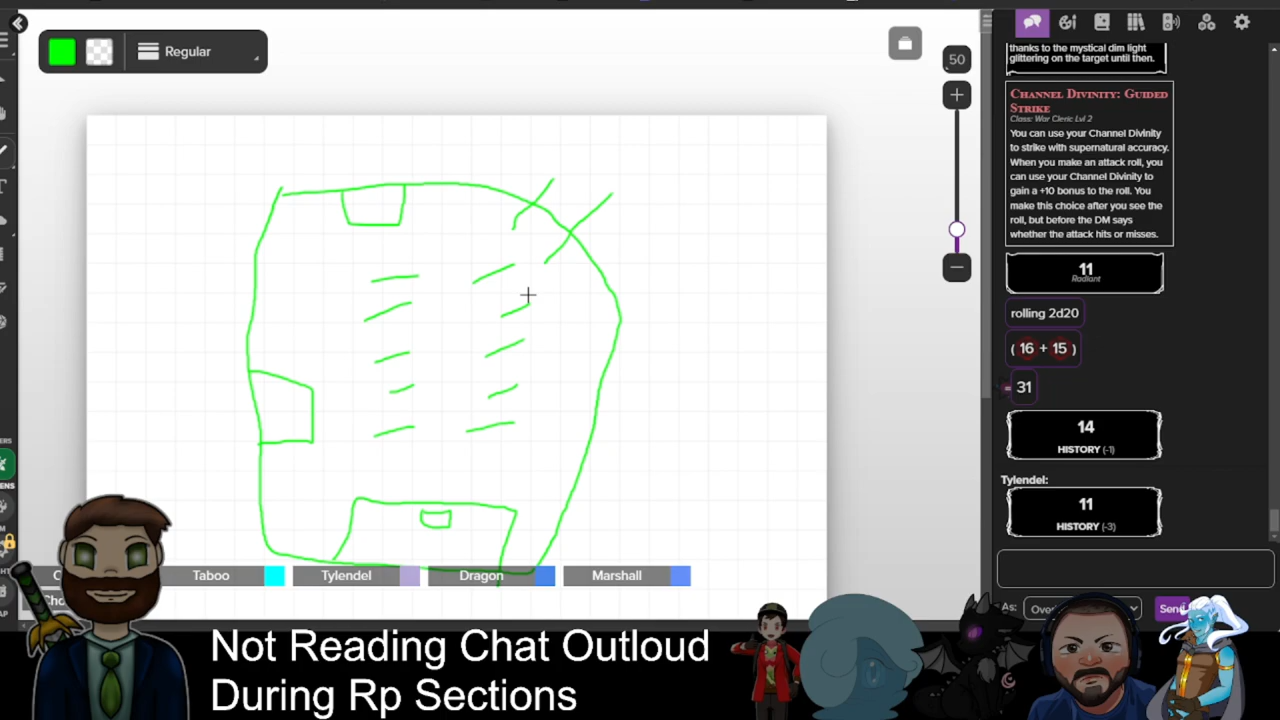 Regular
50
thanks to the mystical dim light
glittering on the target until then.
Channel Divinity: Guided
Strike
Class: War Cleric Lvl 2
You can use your Channel Divinity
to strike with supernatural accuracy.
When you make an attack roll, you
can use your Channel Divinity to
gain a +10 bonus to the roll. You
make this choice after you see the
roll, but before the DM says
whether the attack hits or misses.
11
Radiant
rolling 2d20
( 16 + 15 )
= 31
14
HISTORY (-1)
Tylendel:
11
HISTORY (-3)
As:
Send
Taboo
Tylendel
Dragon
Marshall
Not Reading Chat Outloud
During Rp Sections